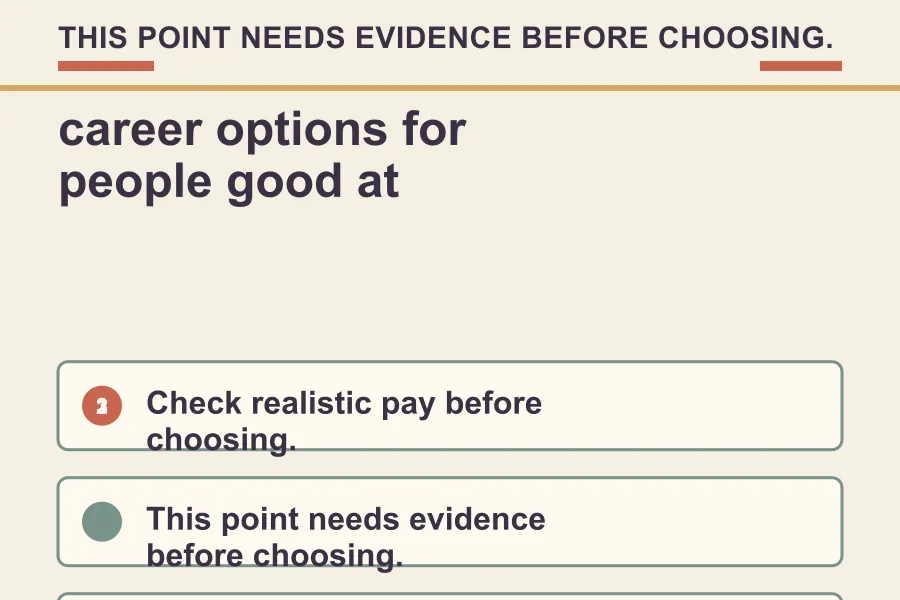 THIS POINT NEEDS EVIDENCE BEFORE CHOOSING.
career options for
people good at
Check realistic pay before
choosing.
This point needs evidence
before choosing.